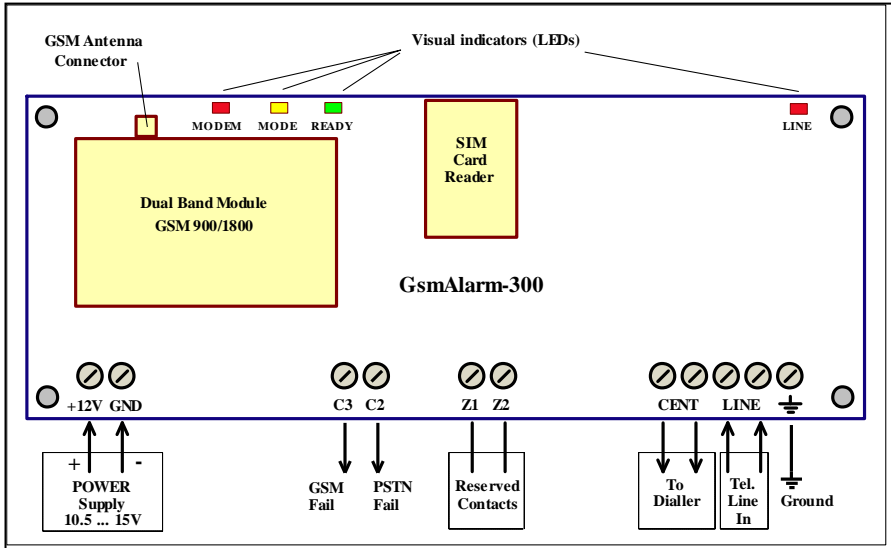 GSM Antenna
Connector
Visual indicators (LEDs)
MODEM
MODE
READY
LINE
SIM
Card
Reader
Dual Band Module
GSM 900/1800
GsmAlarm-300
+12V
GND
C3
C2
Z1
Z2
CENT
LINE
+
-
POWER
Supply
10.5 ... 15V
GSM
Fail
PSTN
Fail
Reserved
Contacts
To
Dialler
Tel.
Line
In
Ground